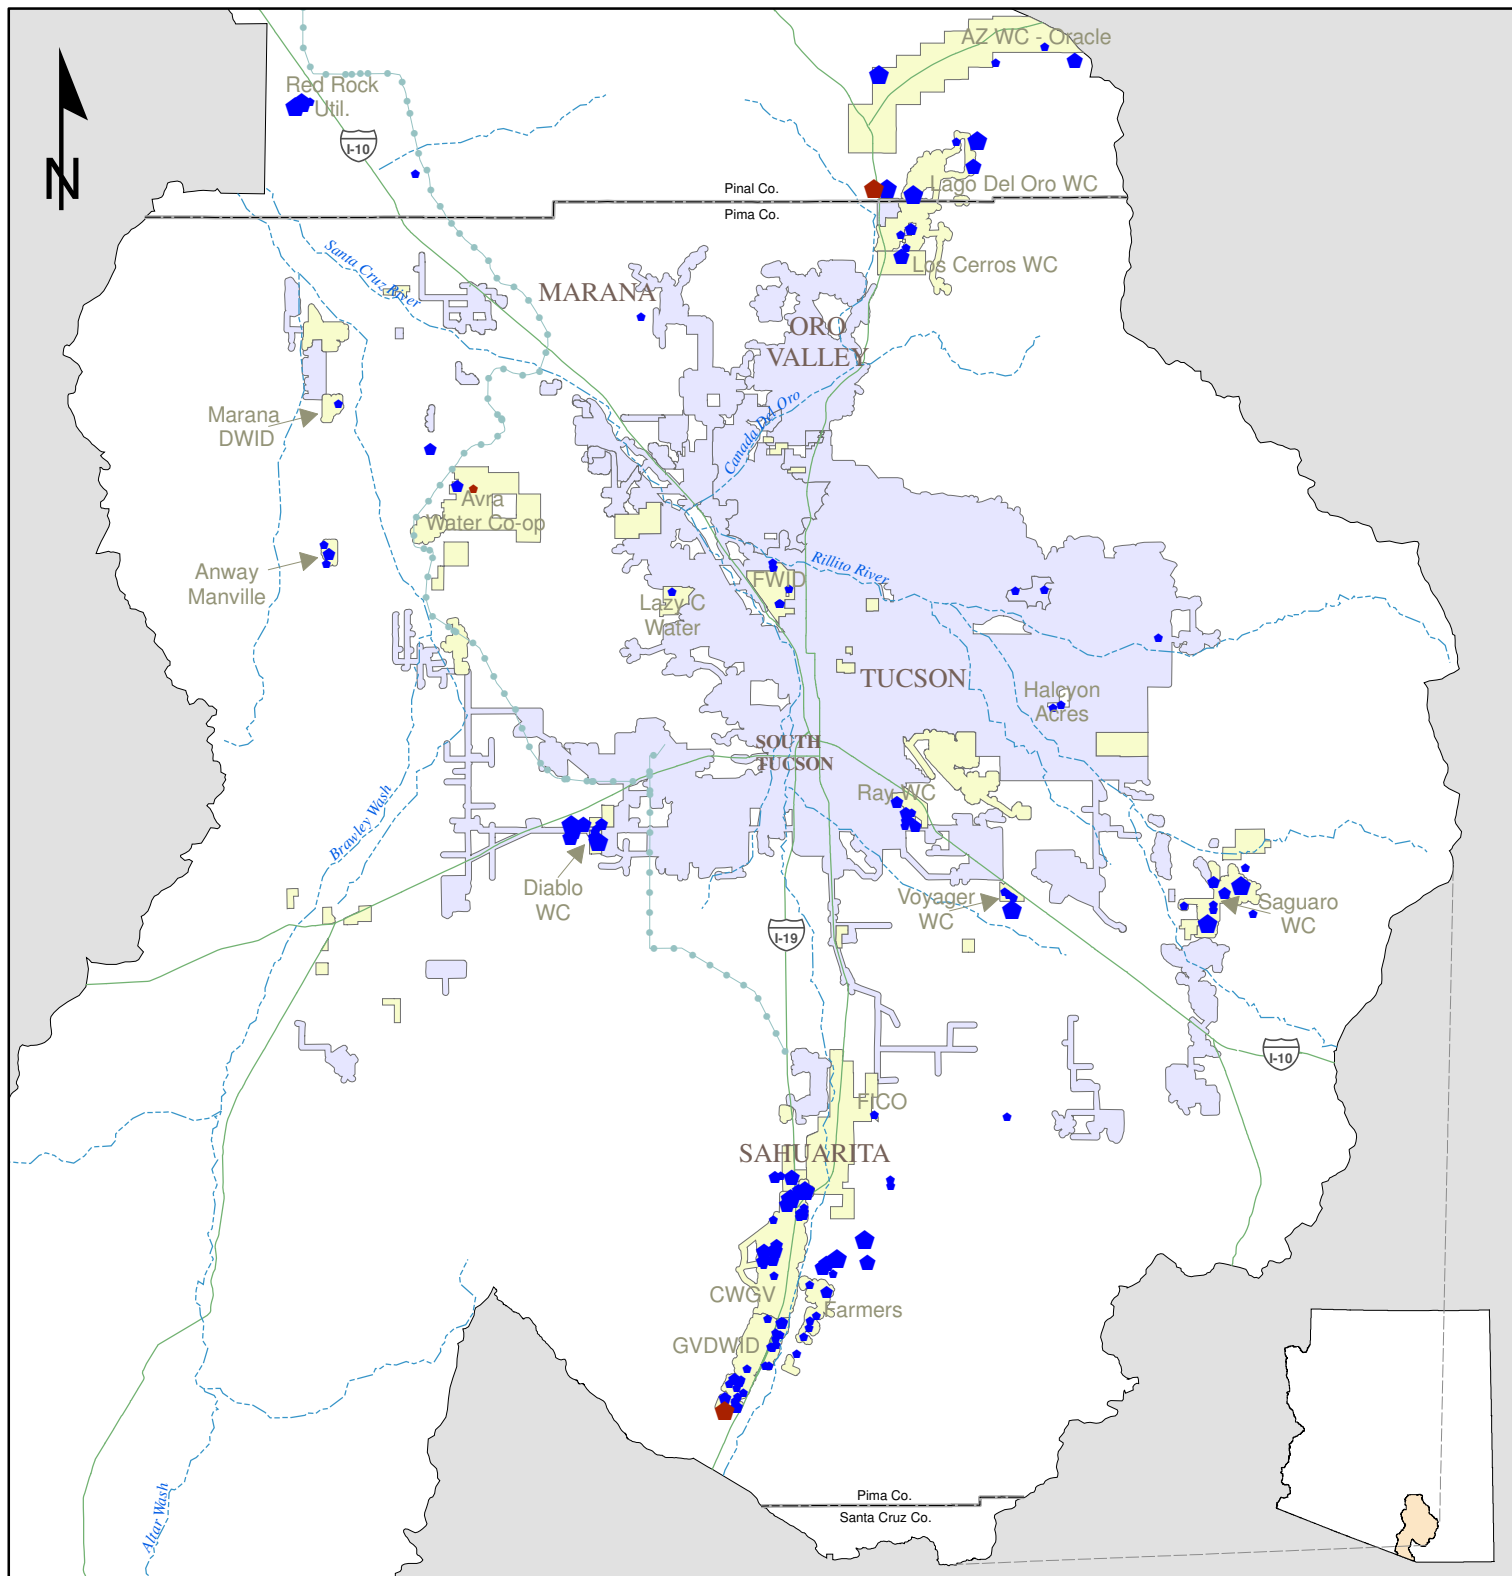 AZ WC - Oracle
Red Rock
Util.
I-10
N
Pinal Co.
Pima Co.
Lago Del Oro WC
Los Cerros WC
Santa Cruz River
MARANA
ORO
VALLEY
Marana
DWID
Canada Del Oro
Avra
Water Co-op
Anway
Manville
Rillito River
FWID
Lazy C
Water
TUCSON
Halcyon
Acres
SOUTH
TUCSON
Ray WC
Brawley Wash
Diablo
WC
Voyager
WC
Saguaro
WC
I-19
I-10
FICO
SAHUARITA
CWGV
Farmers
GVDWID
Altar Wash
Pima Co.
Santa Cruz Co.